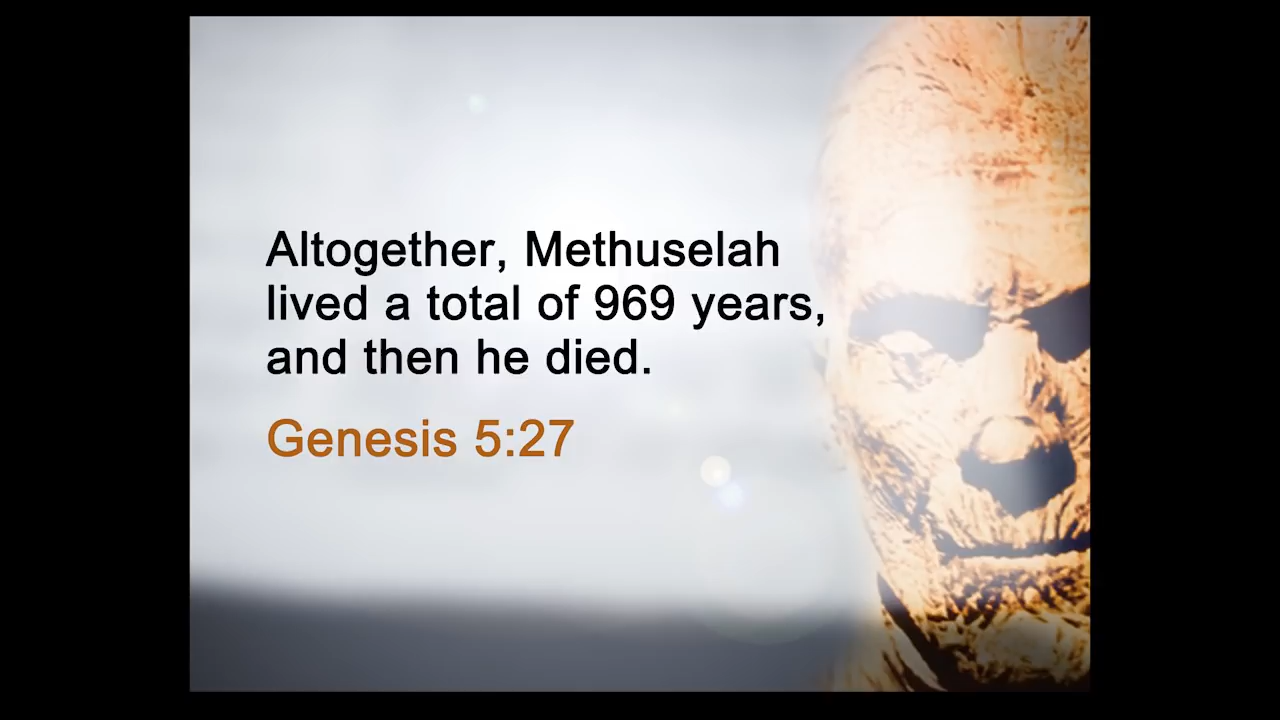 Altogether, Methuselah
lived a total of 969 years,
and then he died.
Genesis 5:27